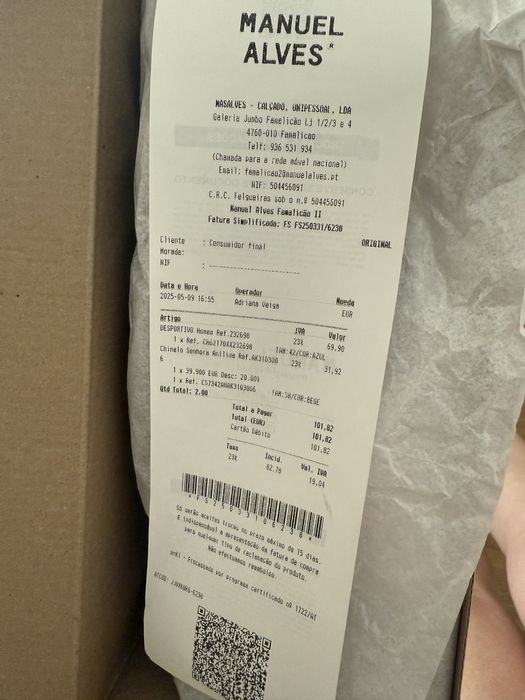 MANUEL
ALVES®
MASALVES - CALÇADO, UNIPESSOAL, LDA
Galeria Jumbo Famalicão Lj 1/2/3 e 4
4760-010 Famalicao
Telf: 936 531 934
(Chamada para a rede móvel nacional)
Email: famalicao2@manuelalves.pt
NIF: 504456091
C.R.C. Felgueiras sob o n.º 504456091
Manuel Alves Famalicão II
Fatura Simplificada: FS FS250331/6238
ORIGINAL
Cliente : Consumidor final
Morada:
NIF : ------------------------
Data e Hora Operador Moeda
2025-05-09 16:55 Adriana Veiga EUR
Artigo IVA Valor
DESPORTIVO Homem Ref.232698 23% 69,90
1 x Ref. CH62170XX232698 TAM:42/COR:AZUL
Chinelo Senhora Anilina Ref.AK310300 23% 31,92
6
1 x 39.900 EUR Desc: 20.00%
1 x Ref. CS7342ANAK3103006 TAM:38/COR:BEGE
Qtd Total: 2.00
Total a Pagar 101,82
Total (EUR) 101,82
Cartão Débito 101,82
Taxa Incid. Val. IVA
23% 82,78 19,04
*FS25033106238*
Só serão aceites trocas no prazo máximo de 15 dias.
É indispensável a apresentação da fatura de compra
para qualquer tipo de reclamação do produto.
Não efectuamos reembolsos.
- Processado por programa certificado nº 1722/AT